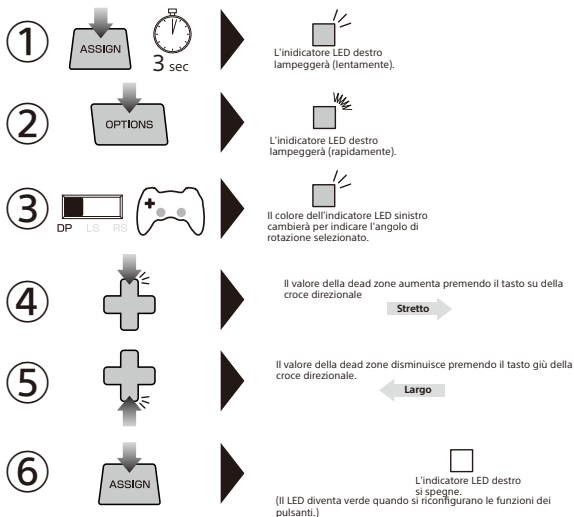 1
ASSIGN
3 sec
L'inidicatore LED destro
lampeggerà (lentamente).
2
OPTIONS
L'inidicatore LED destro
lampeggerà (rapidamente).
3
DP LS RS
Il colore dell'indicatore LED sinistro
cambierà per indicare l'angolo di
rotazione selezionato.
4
Il valore della dead zone aumenta premendo il tasto su della
croce direzionale
Stretto
5
Il valore della dead zone disminuisce premendo il tasto giù della
croce direzionale.
Largo
6
ASSIGN
L'indicatore LED destro
si spegne.
(Il LED diventa verde quando si riconfigurano le funzioni dei
pulsanti.)